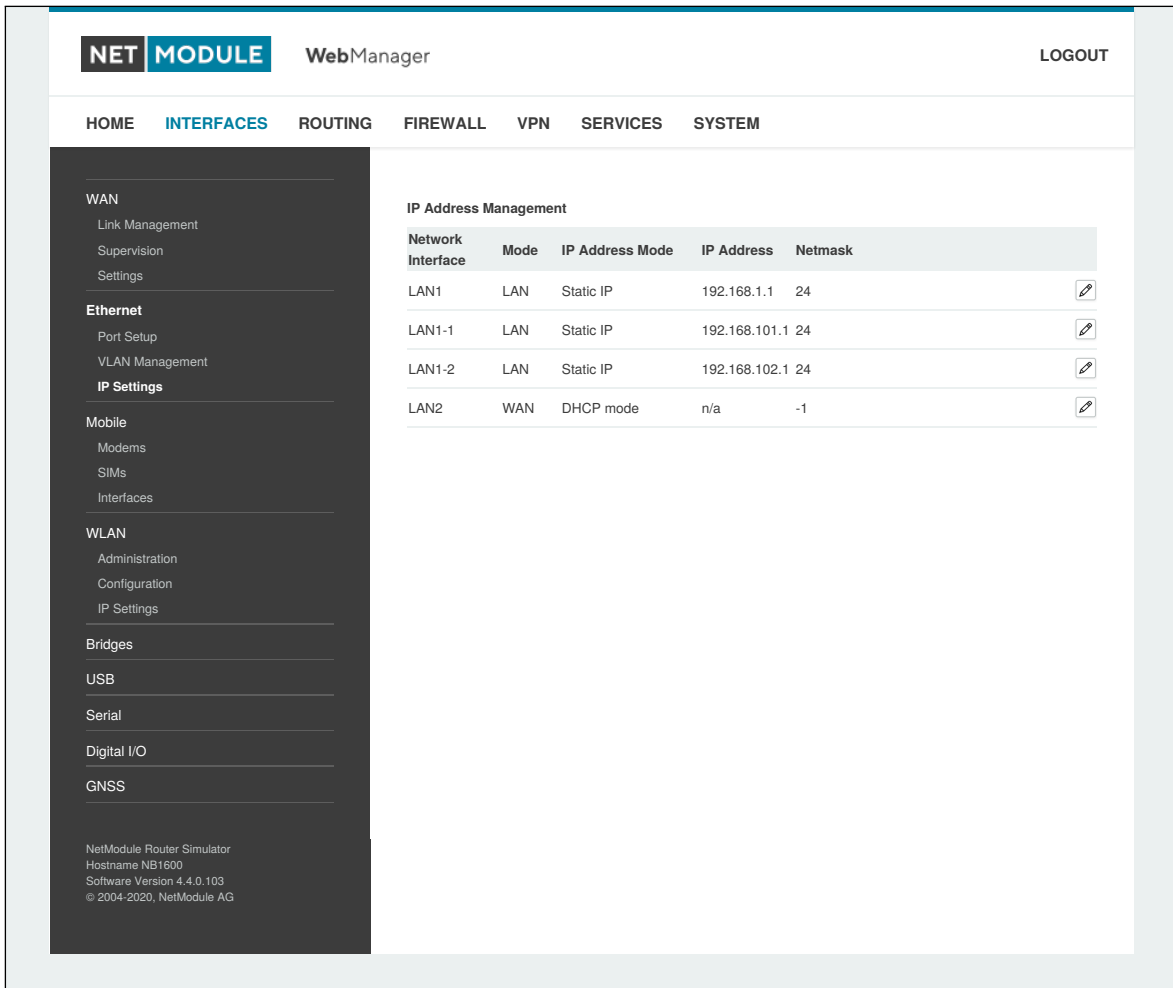 NET MODULE WebManager LOGOUT
HOME INTERFACES ROUTING FIREWALL VPN SERVICES SYSTEM
WAN
Link Management
Supervision
Settings
Ethernet
Port Setup
VLAN Management
IP Settings
Mobile
Modems
SIMs
Interfaces
WLAN
Administration
Configuration
IP Settings
Bridges
USB
Serial
Digital I/O
GNSS
NetModule Router Simulator
Hostname NB1600
Software Version 4.4.0.103
© 2004-2020, NetModule AG
IP Address Management
Network Interface Mode IP Address Mode IP Address Netmask
LAN1 LAN Static IP 192.168.1.1 24
LAN1-1 LAN Static IP 192.168.101.1 24
LAN1-2 LAN Static IP 192.168.102.1 24
LAN2 WAN DHCP mode n/a -1